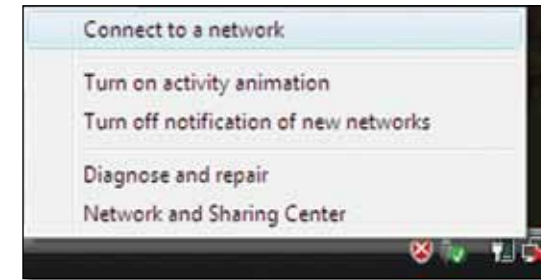 Connect to a network
Turn on activity animation
Turn off notification of new networks
Diagnose and repair
Network and Sharing Center